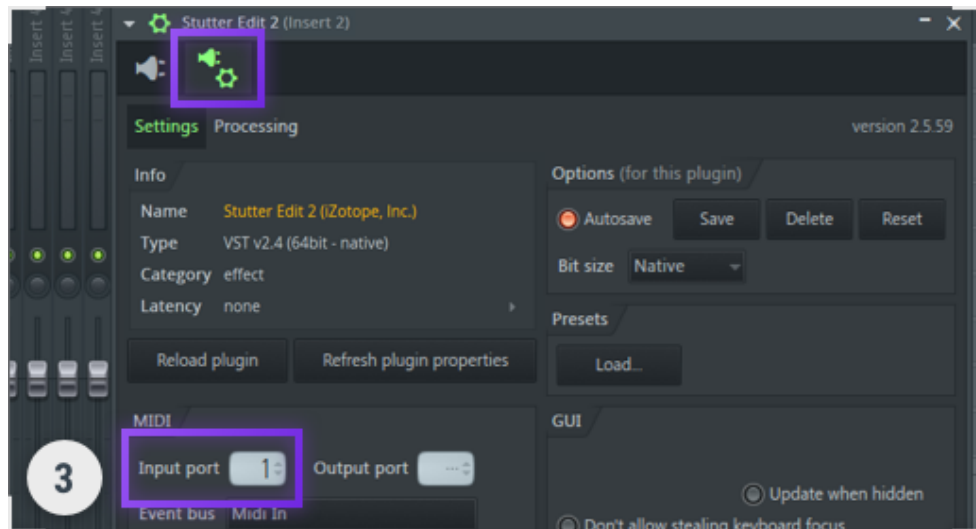 Insert 4
Insert 4
Insert 4
Stutter Edit 2 (Insert 2)
Settings Processing
version 2.5.59
Info
Name Stutter Edit 2 (iZotope, Inc.)
Type VST v2.4 (64bit - native)
Category effect
Latency none
Reload plugin Refresh plugin properties
Options (for this plugin)
Autosave Save Delete Reset
Bit size Native
Presets
Load...
MIDI
Input port 1 Output port ---
Event bus Midi In
GUI
Update when hidden
Don't allow stealing keyboard focus
3